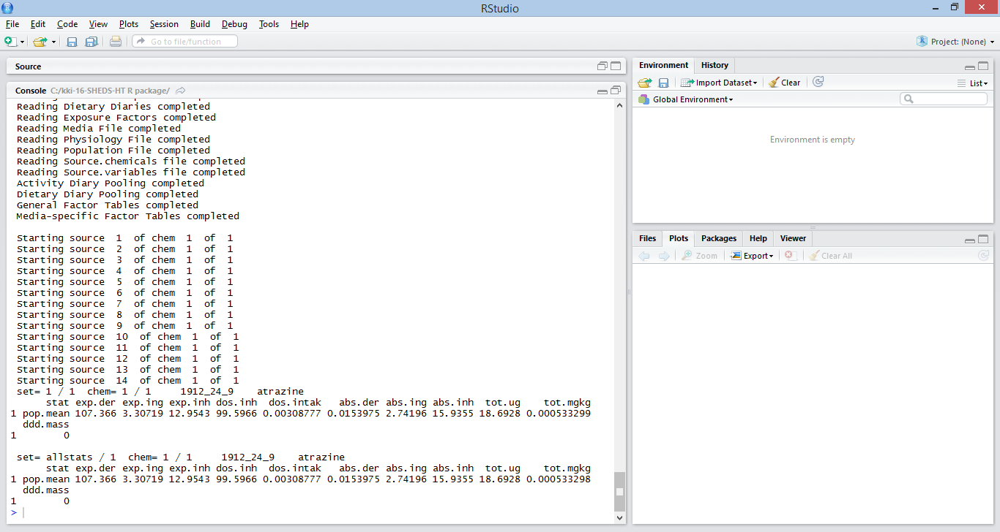 RStudio
File Edit Code View Plots Session Build Debug Tools Help
Go to file/function
Project: (None)
Source
Console C:/kki-16-SHEDS-HT R package/
Reading Dietary Diaries completed
Reading Exposure Factors completed
Reading Media File completed
Reading Physiology File completed
Reading Population File completed
Reading Source.chemicals file completed
Reading Source.variables file completed
Activity Diary Pooling completed
Dietary Diary Pooling completed
General Factor Tables completed
Media-specific Factor Tables completed
Starting source 1 of chem 1 of 1
Starting source 2 of chem 1 of 1
Starting source 3 of chem 1 of 1
Starting source 4 of chem 1 of 1
Starting source 5 of chem 1 of 1
Starting source 6 of chem 1 of 1
Starting source 7 of chem 1 of 1
Starting source 8 of chem 1 of 1
Starting source 9 of chem 1 of 1
Starting source 10 of chem 1 of 1
Starting source 11 of chem 1 of 1
Starting source 12 of chem 1 of 1
Starting source 13 of chem 1 of 1
Starting source 14 of chem 1 of 1
set= 1 / 1 chem= 1 / 1 1912_24_9 atrazine
stat exp.der exp.ing exp.inh dos.inh dos.intak abs.der abs.ing abs.inh tot.ug tot.mgkg
1 pop.mean 107.366 3.30719 12.9543 99.5966 0.00308777 0.0153975 2.74196 15.9355 18.6928 0.000533299
ddd.mass
1 0
set= allstats / 1 chem= 1 / 1 1912_24_9 atrazine
stat exp.der exp.ing exp.inh dos.inh dos.intak abs.der abs.ing abs.inh tot.ug tot.mgkg
1 pop.mean 107.366 3.30719 12.9543 99.5966 0.00308777 0.0153975 2.74196 15.9355 18.6928 0.000533298
ddd.mass
1 0
>
Environment History
Import Dataset Clear List
Global Environment
Environment is empty
Files Plots Packages Help Viewer
Zoom Export Clear All